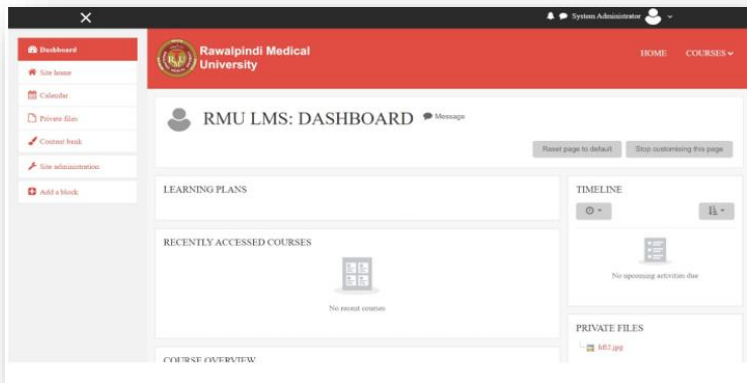 System Administrator
Dashboard
Site home
Calendar
Private files
Content bank
Site administration
Add a block
Rawalpindi Medical
University
HOME COURSES
RMU LMS: DASHBOARD Message
Reset page to default Stop customising this page
LEARNING PLANS
RECENTLY ACCESSED COURSES
No recent courses
COURSE OVERVIEW
TIMELINE
No upcoming activities due
PRIVATE FILES